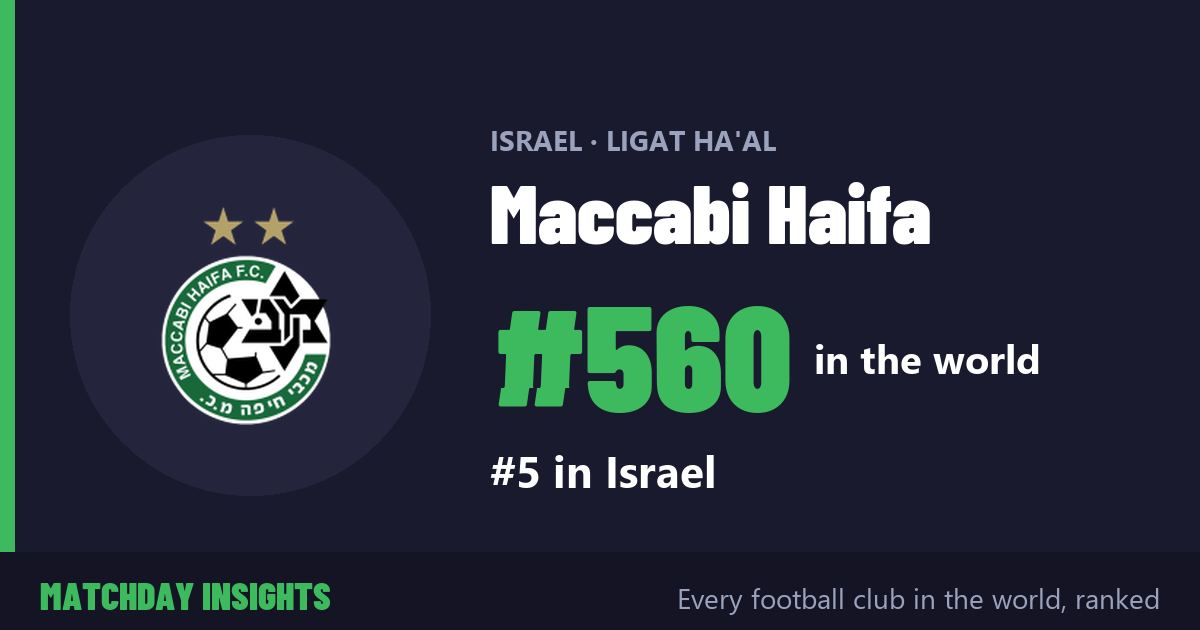 ISRAEL · LIGAT HA'AL
Maccabi Haifa
#560 in the world
#5 in Israel
MACCABI HAIFA F.C.
מכבי
מכבי חיפה מ.כ.
MATCHDAY INSIGHTS
Every football club in the world, ranked